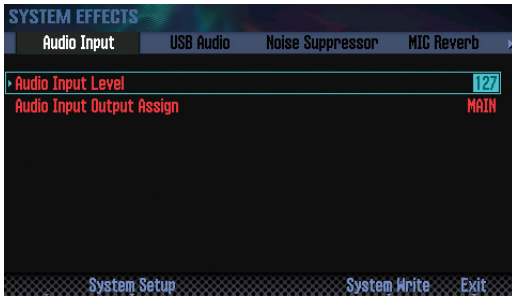 SYSTEM EFFECTS
Audio Input USB Audio Noise Suppressor MIC Reverb
Audio Input Level 127
Audio Input Output Assign MAIN
System Setup System Write Exit